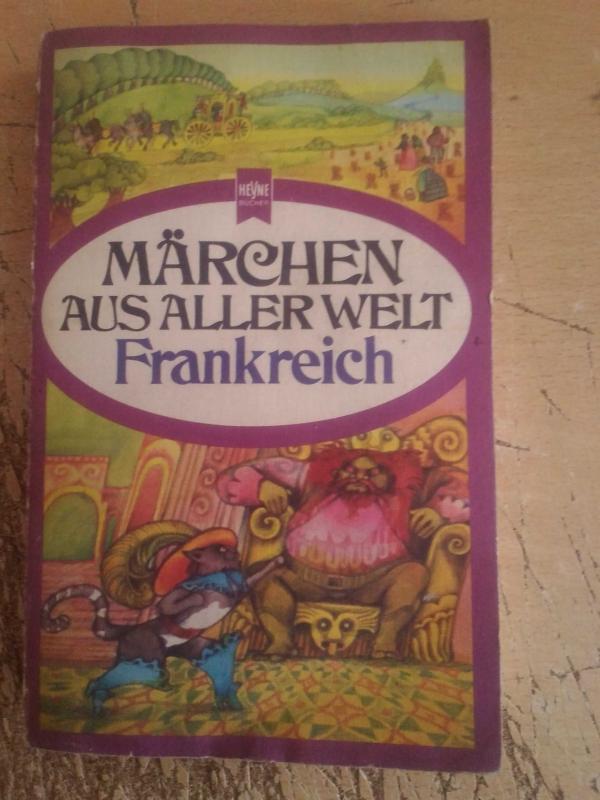 HEYNE
BÜCHER
MÄRCHEN
AUS ALLER WELT
Frankreich